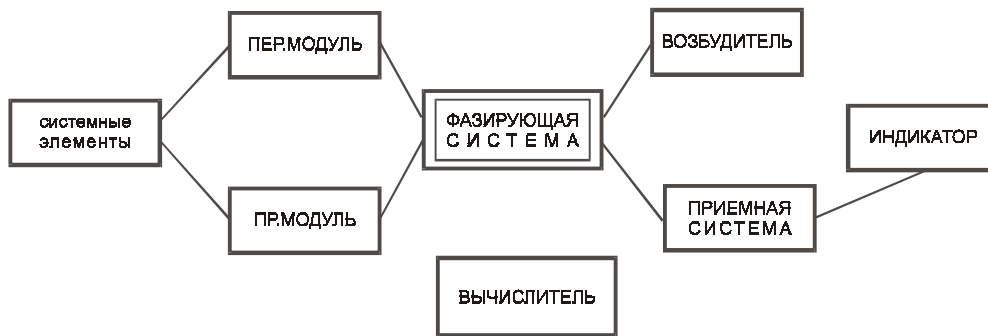 ПЕР.МОДУЛЬ
ВОЗБУДИТЕЛЬ
системные
элементы
ФАЗИРУЮЩАЯ
СИСТЕМА
ИНДИКАТОР
ПР.МОДУЛЬ
ПРИЕМНАЯ
СИСТЕМА
ВЫЧИСЛИТЕЛЬ